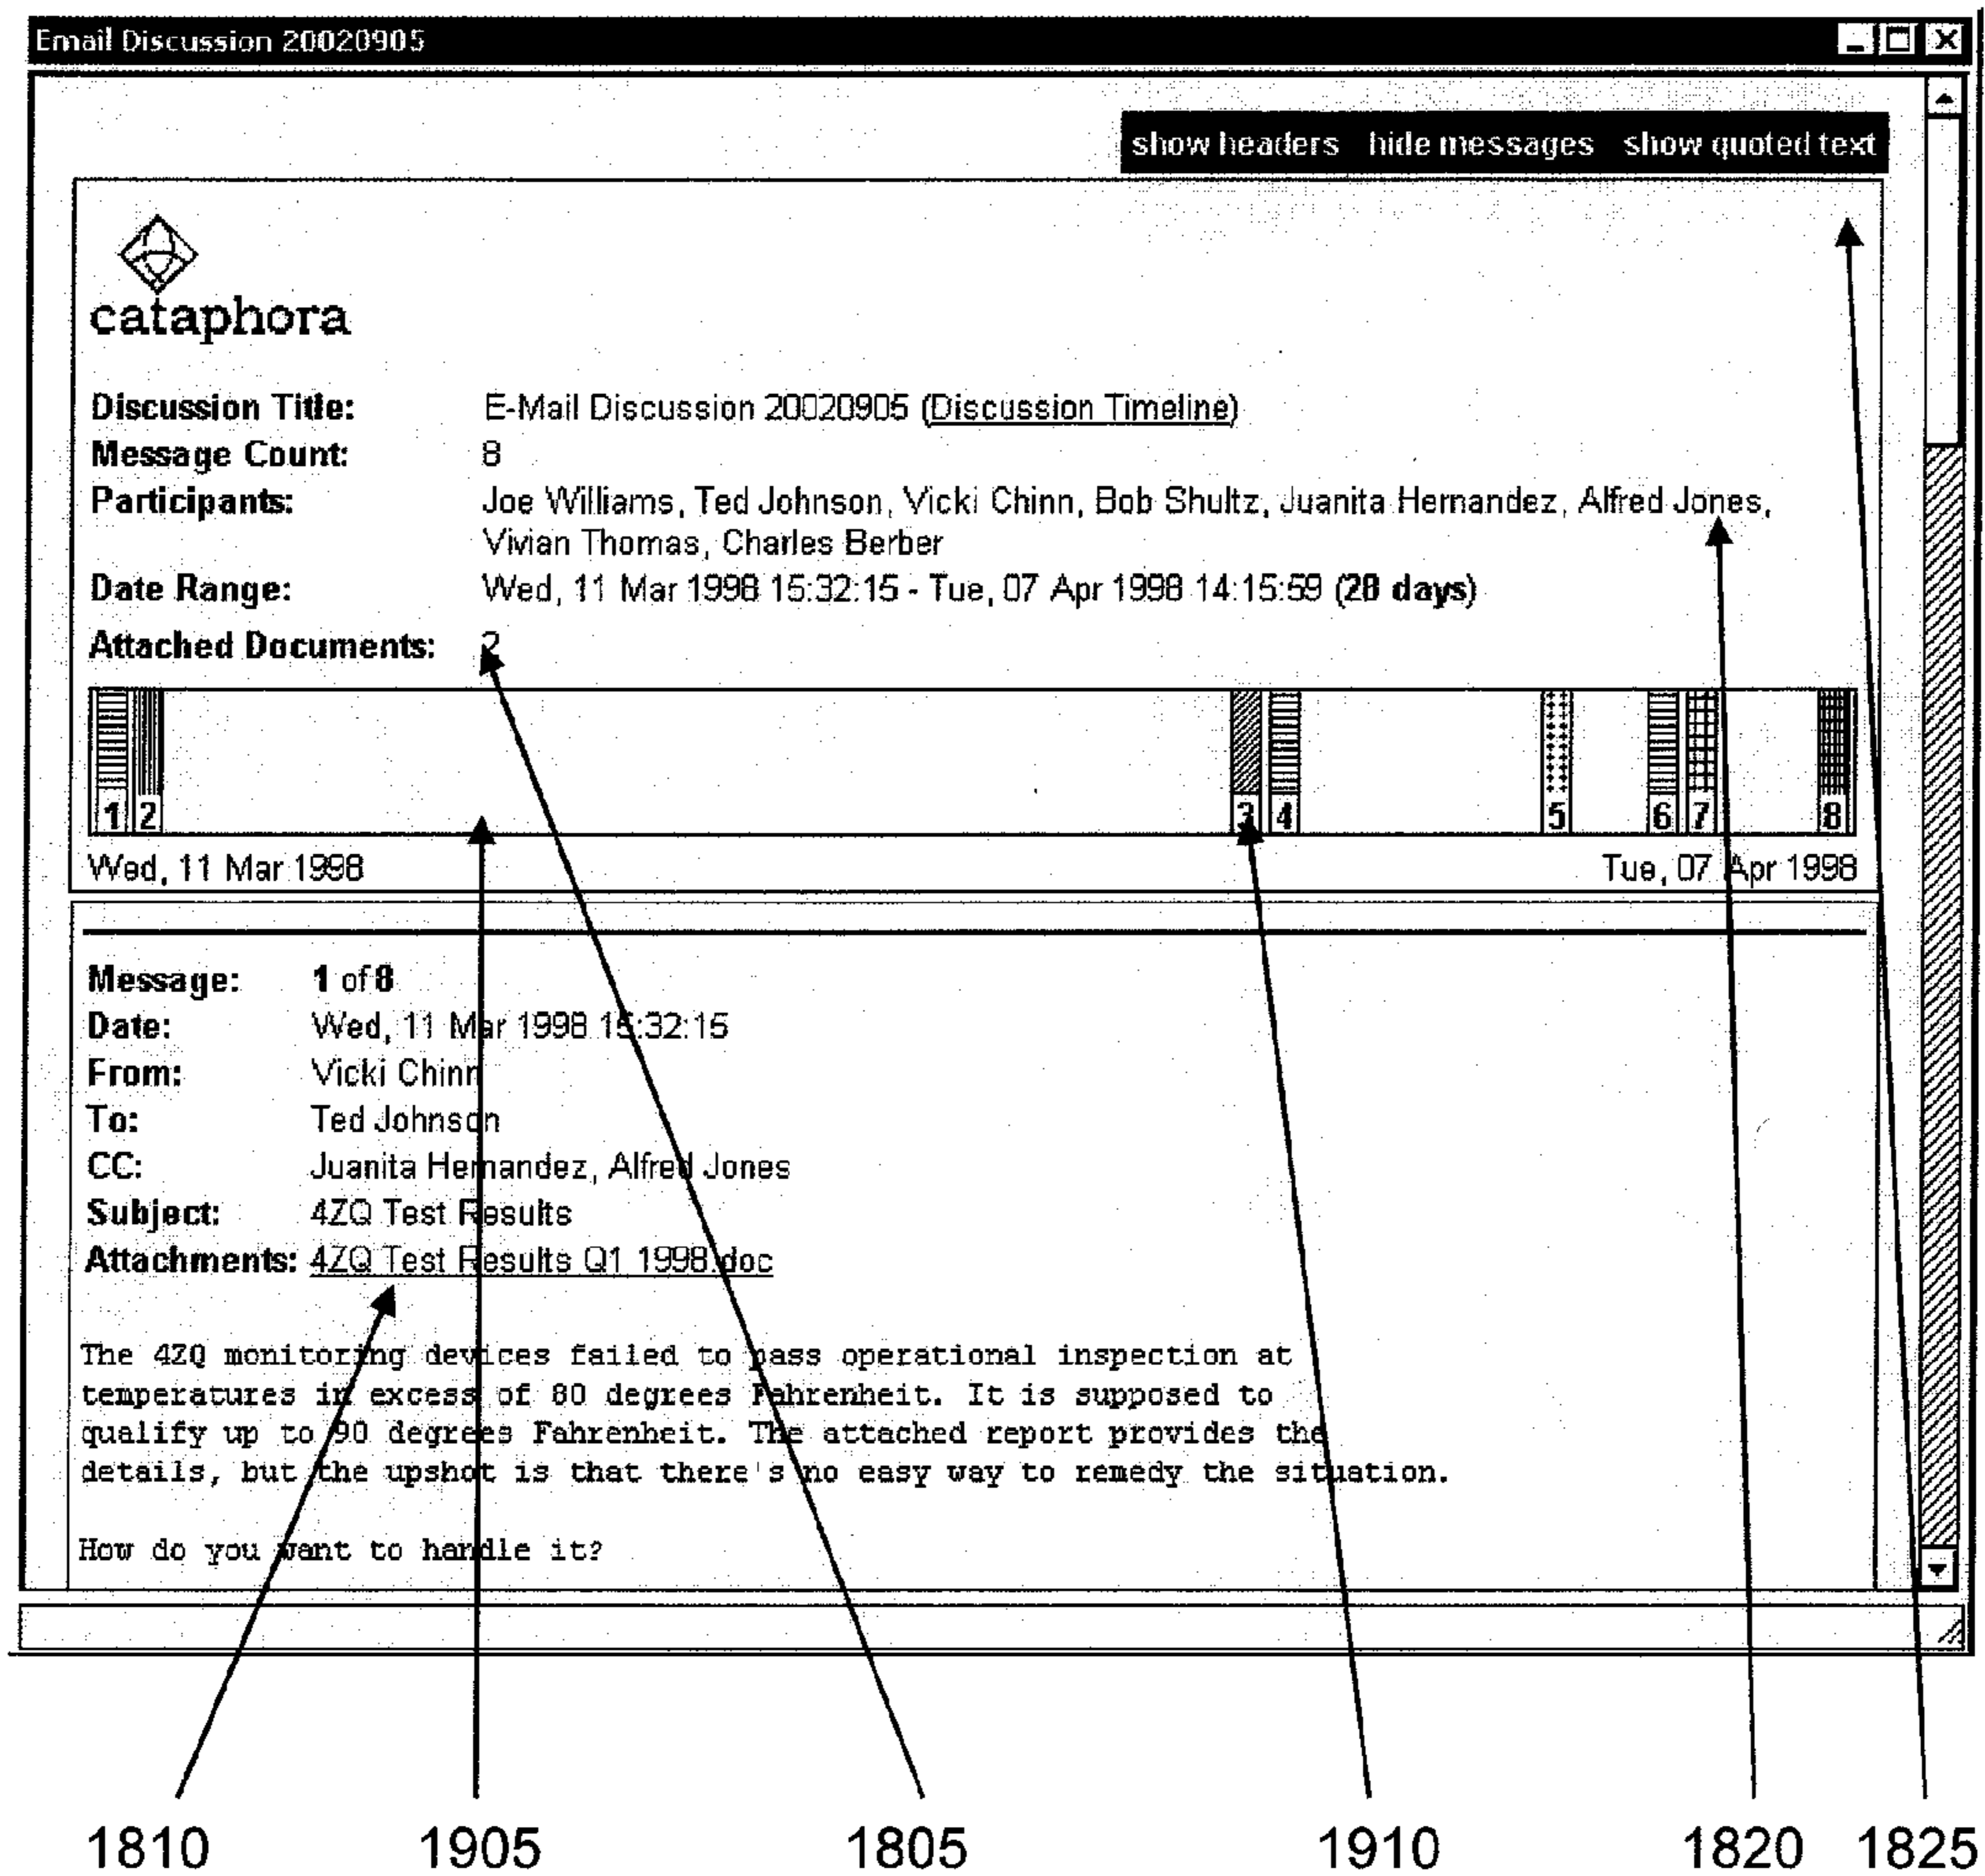 Email Discussion 20020905
show headers hide messages show quoted text
cataphora
Discussion Title: E-Mail Discussion 20020905 (Discussion Timeline)
Message Count: 8
Participants: Joe Williams, Ted Johnson, Vicki Chinn, Bob Shultz, Juanita Hernandez, Alfred Jones,
Vivian Thomas, Charles Berber
Date Range: Wed, 11 Mar 1998 15:32:15 - Tue, 07 Apr 1998 14:15:59 (28 days)
Attached Documents: 2
1 2 3 4 5 6 7 8
Wed, 11 Mar 1998 Tue, 07 Apr 1998
Message: 1 of 8
Date: Wed, 11 Mar 1998 15:32:15
From: Vicki Chinn
To: Ted Johnson
CC: Juanita Hernandez, Alfred Jones
Subject: 4ZQ Test Results
Attachments: 4ZQ Test Results Q1 1998.doc
The 4ZQ monitoring devices failed to pass operational inspection at
temperatures in excess of 80 degrees Fahrenheit. It is supposed to
qualify up to 90 degrees Fahrenheit. The attached report provides the
details, but the upshot is that there's no easy way to remedy the situation.
How do you want to handle it?
1810 1905 1805 1910 1820 1825